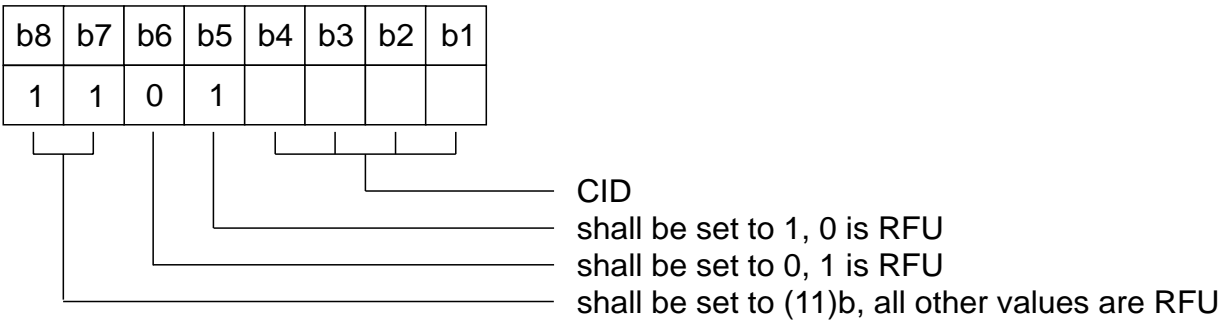 b8 b7 b6 b5 b4 b3 b2 b1
1 1 0 1
CID
shall be set to 1, 0 is RFU
shall be set to 0, 1 is RFU
shall be set to (11)b, all other values are RFU